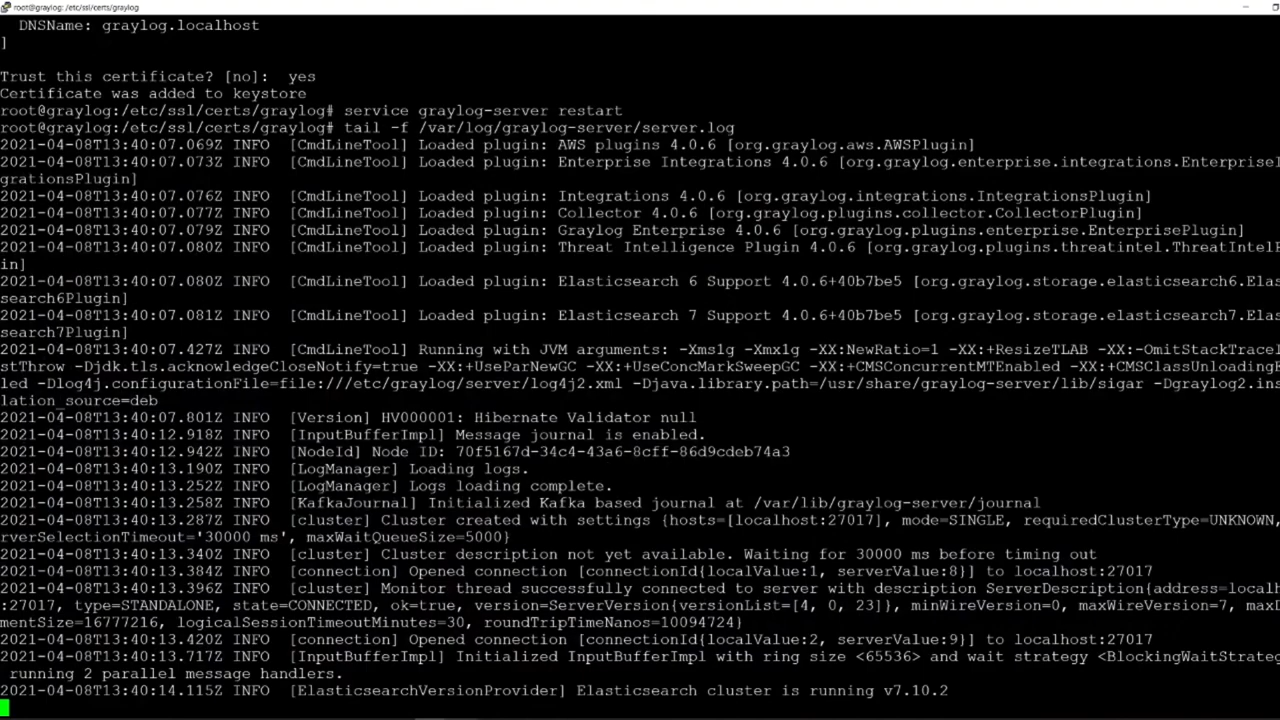 root@graylog: /etc/ssl/certs/graylog
DNSName: graylog.localhost
]
Trust this certificate? [no]:  yes
Certificate was added to keystore
root@graylog:/etc/ssl/certs/graylog# service graylog-server restart
root@graylog:/etc/ssl/certs/graylog# tail -f /var/log/graylog-server/server.log
2021-04-08T13:40:07.069Z INFO  [CmdLineTool] Loaded plugin: AWS plugins 4.0.6 [org.graylog.aws.AWSPlugin]
2021-04-08T13:40:07.073Z INFO  [CmdLineTool] Loaded plugin: Enterprise Integrations 4.0.6 [org.graylog.enterprise.integrations.EnterpriseI
grationsPlugin]
2021-04-08T13:40:07.076Z INFO  [CmdLineTool] Loaded plugin: Integrations 4.0.6 [org.graylog.integrations.IntegrationsPlugin]
2021-04-08T13:40:07.077Z INFO  [CmdLineTool] Loaded plugin: Collector 4.0.6 [org.graylog.plugins.collector.CollectorPlugin]
2021-04-08T13:40:07.079Z INFO  [CmdLineTool] Loaded plugin: Graylog Enterprise 4.0.6 [org.graylog.plugins.enterprise.EnterprisePlugin]
2021-04-08T13:40:07.080Z INFO  [CmdLineTool] Loaded plugin: Threat Intelligence Plugin 4.0.6 [org.graylog.plugins.threatintel.ThreatIntelP
in]
2021-04-08T13:40:07.080Z INFO  [CmdLineTool] Loaded plugin: Elasticsearch 6 Support 4.0.6+40b7be5 [org.graylog.storage.elasticsearch6.Elas
search6Plugin]
2021-04-08T13:40:07.081Z INFO  [CmdLineTool] Loaded plugin: Elasticsearch 7 Support 4.0.6+40b7be5 [org.graylog.storage.elasticsearch7.Elas
search7Plugin]
2021-04-08T13:40:07.427Z INFO  [CmdLineTool] Running with JVM arguments: -Xms1g -Xmx1g -XX:NewRatio=1 -XX:+ResizeTLAB -XX:-OmitStackTraceI
stThrow -Djdk.tls.acknowledgeCloseNotify=true -XX:+UseParNewGC -XX:+UseConcMarkSweepGC -XX:+CMSConcurrentMTEnabled -XX:+CMSClassUnloadingE
led -Dlog4j.configurationFile=file:///etc/graylog/server/log4j2.xml -Djava.library.path=/usr/share/graylog-server/lib/sigar -Dgraylog2.ins
lation_source=deb
2021-04-08T13:40:07.801Z INFO  [Version] HV000001: Hibernate Validator null
2021-04-08T13:40:12.918Z INFO  [InputBufferImpl] Message journal is enabled.
2021-04-08T13:40:12.942Z INFO  [NodeId] Node ID: 70f5167d-34c4-43a6-8cff-86d9cdeb74a3
2021-04-08T13:40:13.190Z INFO  [LogManager] Loading logs.
2021-04-08T13:40:13.252Z INFO  [LogManager] Logs loading complete.
2021-04-08T13:40:13.258Z INFO  [KafkaJournal] Initialized Kafka based journal at /var/lib/graylog-server/journal
2021-04-08T13:40:13.287Z INFO  [cluster] Cluster created with settings {hosts=[localhost:27017], mode=SINGLE, requiredClusterType=UNKNOWN,
rverSelectionTimeout='30000 ms', maxWaitQueueSize=5000}
2021-04-08T13:40:13.340Z INFO  [cluster] Cluster description not yet available. Waiting for 30000 ms before timing out
2021-04-08T13:40:13.384Z INFO  [connection] Opened connection [connectionId{localValue:1, serverValue:8}] to localhost:27017
2021-04-08T13:40:13.396Z INFO  [cluster] Monitor thread successfully connected to server with description ServerDescription{address=localh
:27017, type=STANDALONE, state=CONNECTED, ok=true, version=ServerVersion{versionList=[4, 0, 23]}, minWireVersion=0, maxWireVersion=7, maxD
mentSize=16777216, logicalSessionTimeoutMinutes=30, roundTripTimeNanos=10094724}
2021-04-08T13:40:13.420Z INFO  [connection] Opened connection [connectionId{localValue:2, serverValue:9}] to localhost:27017
2021-04-08T13:40:13.717Z INFO  [InputBufferImpl] Initialized InputBufferImpl with ring size <65536> and wait strategy <BlockingWaitStrateg
running 2 parallel message handlers.
2021-04-08T13:40:14.115Z INFO  [ElasticsearchVersionProvider] Elasticsearch cluster is running v7.10.2